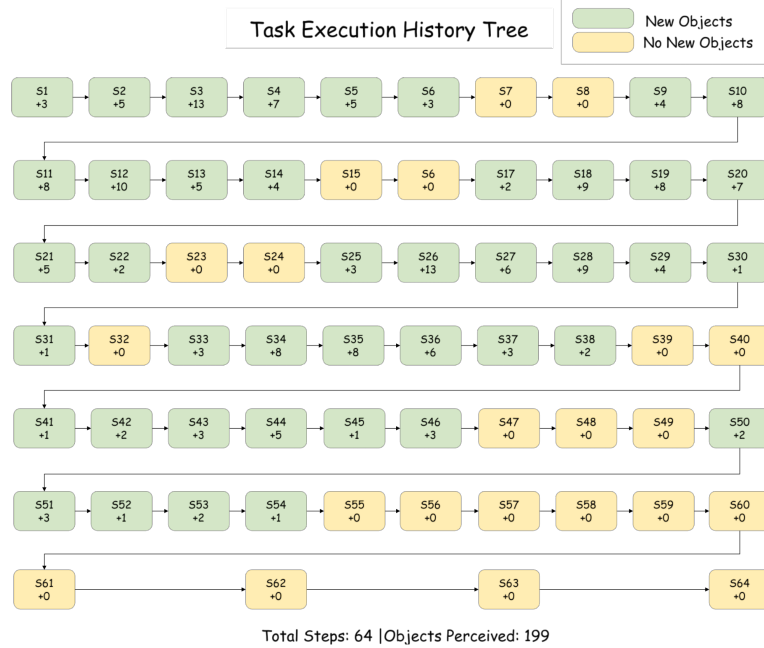 Task Execution History Tree
New Objects
No New Objects
S1 S2 S3 S4 S5 S6 S7 S8 S9 S10
+3 +5 +13 +7 +5 +3 +0 +0 +4 +8
S11 S12 S13 S14 S15 S6 S17 S18 S19 S20
+8 +10 +5 +4 +0 +0 +2 +9 +8 +7
S21 S22 S23 S24 S25 S26 S27 S28 S29 S30
+5 +2 +0 +0 +3 +13 +6 +9 +4 +1
S31 S32 S33 S34 S35 S36 S37 S38 S39 S40
+1 +0 +3 +8 +8 +6 +3 +2 +0 +0
S41 S42 S43 S44 S45 S46 S47 S48 S49 S50
+1 +2 +3 +5 +1 +3 +0 +0 +0 +2
S51 S52 S53 S54 S55 S56 S57 S58 S59 S60
+3 +1 +2 +1 +0 +0 +0 +0 +0 +0
S61 S62 S63 S64
+0 +0 +0 +0
Total Steps: 64 |Objects Perceived: 199